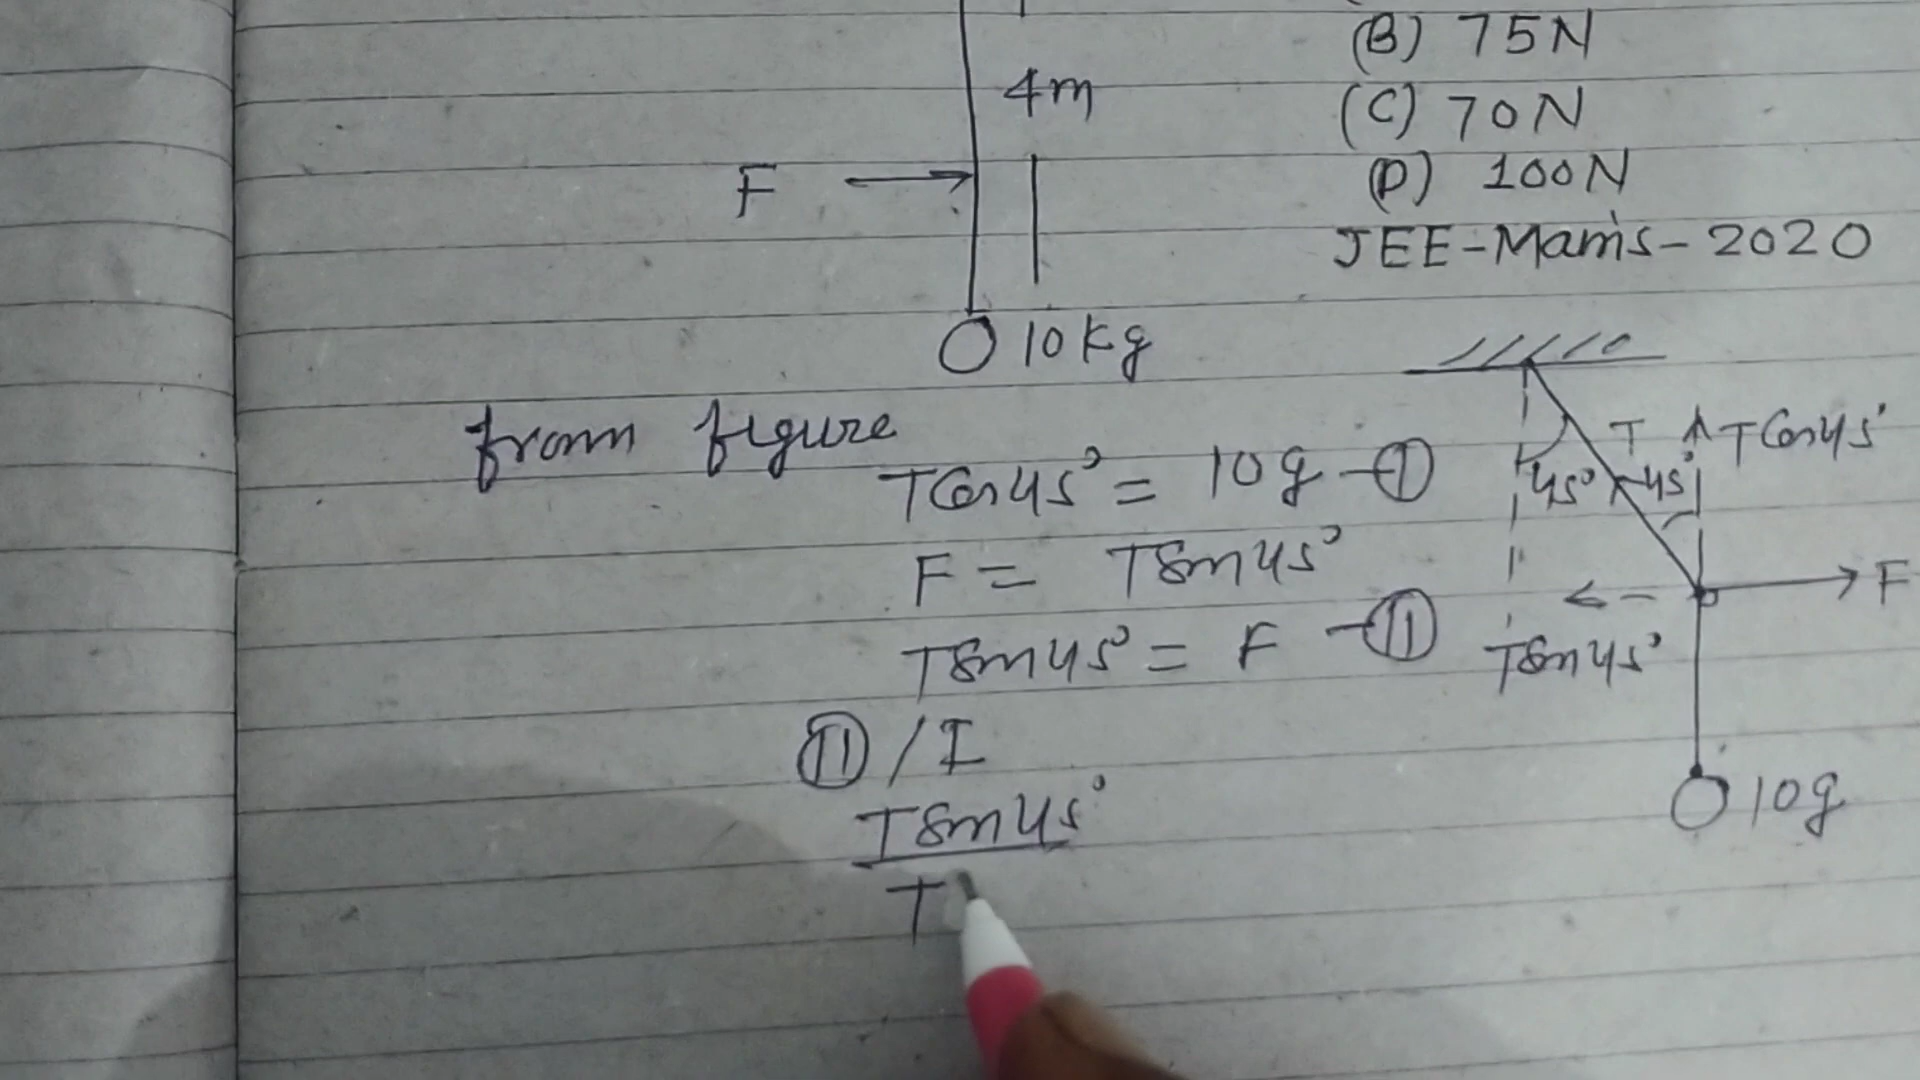 (B) 75N
4m
(C) 70N
F
(D) 100N
JEE-Mains-2020
10kg
from figure
Tcos45° = 10g - (I)
F = Tsin45°
Tsin45° = F - (II)
(II) / I
Tsin45°
T
T
Tcos45°
45°
45°
F
Tsin45°
10g